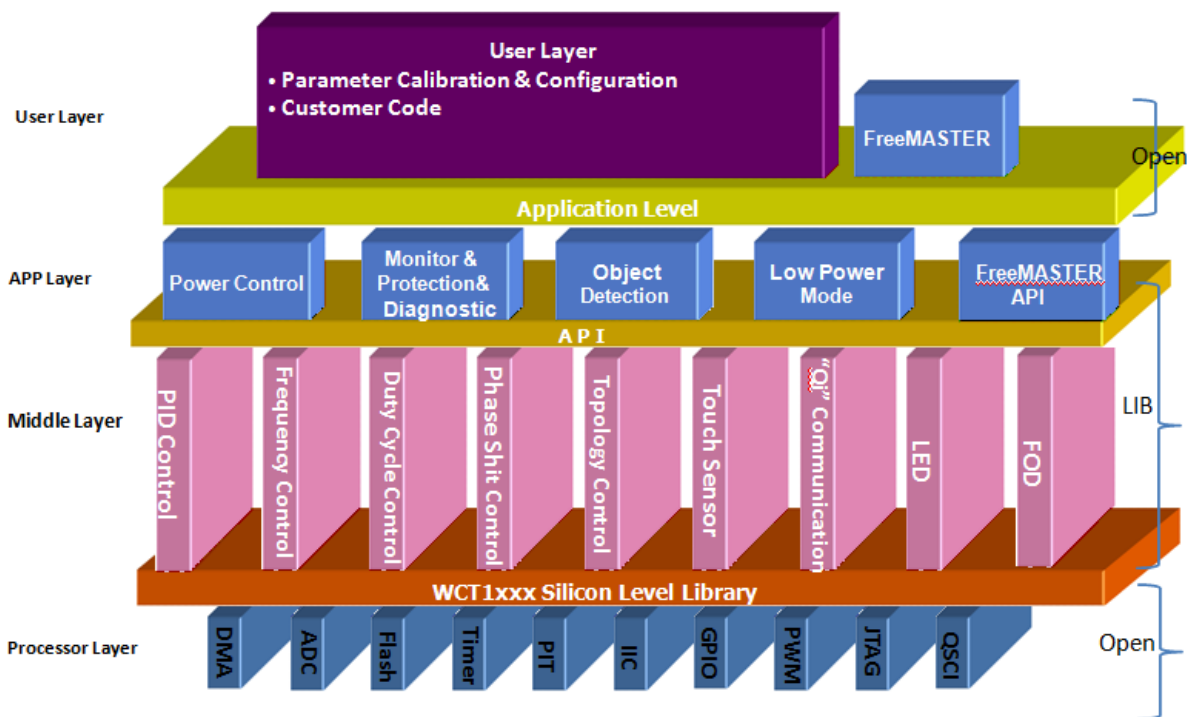 User Layer
• Parameter Calibration & Configuration
• Customer Code
User Layer
FreeMASTER
Open
Application Level
APP Layer
Power Control
Monitor &
Protection&
Diagnostic
Object
Detection
Low Power
Mode
FreeMASTER
API
API
Middle Layer
PID Control
Frequency Control
Duty Cycle Control
Phase Shit Control
Topology Control
Touch Sensor
“Qi” Communication
LED
FOD
LIB
WCT1xxx Silicon Level Library
Processor Layer
DMA
ADC
Flash
Timer
PIT
IIC
GPIO
PWM
JTAG
QSCI
Open